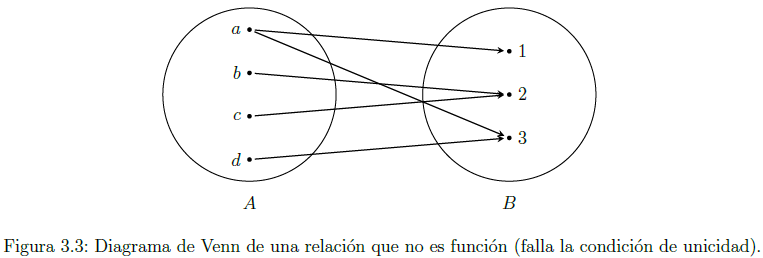 a
1
b
2
c
3
d
A
B
Figura 3.3: Diagrama de Venn de una relación que no es función (falla la condición de unicidad).